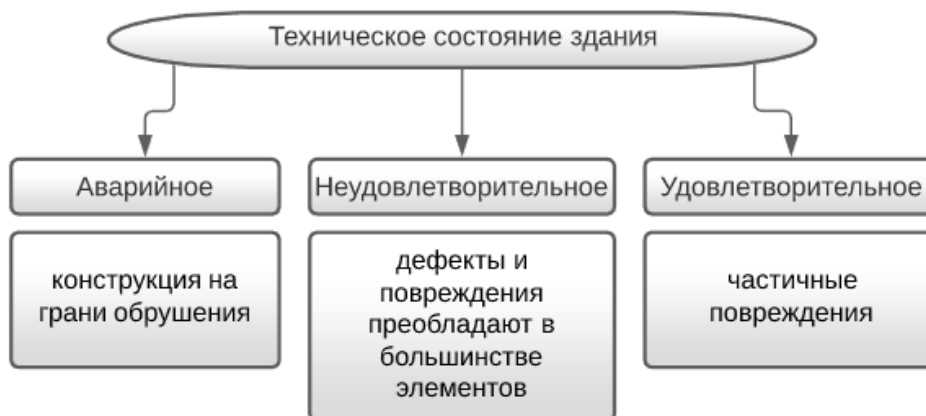 Техническое состояние здания
Аварийное
Неудовлетворительное
Удовлетворительное
конструкция на
грани обрушения
дефекты и
повреждения
преобладают в
большинстве
элементов
частичные
повреждения